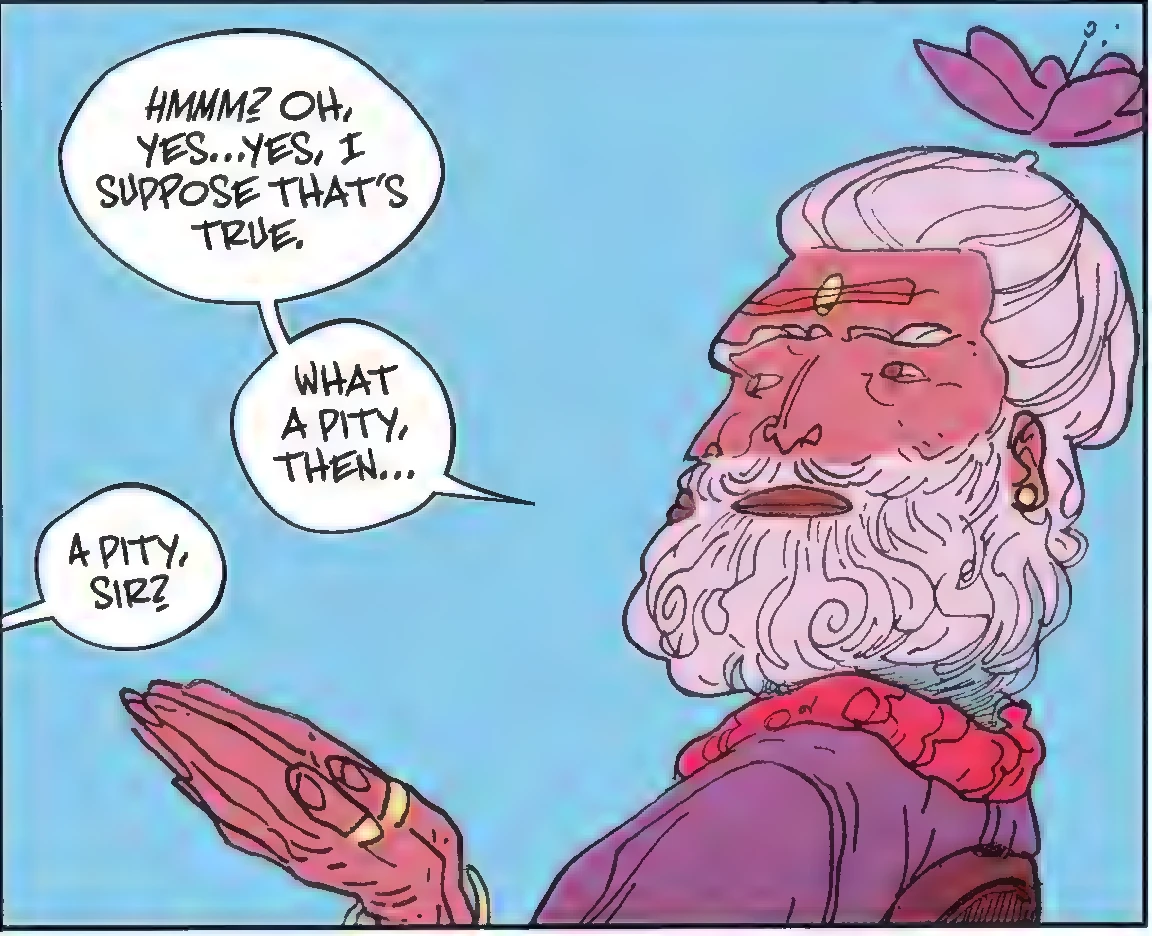 HMMM? OH,
YES...YES, I
SUPPOSE THAT'S
TRUE.
WHAT
A PITY,
THEN...
A PITY,
SIR?